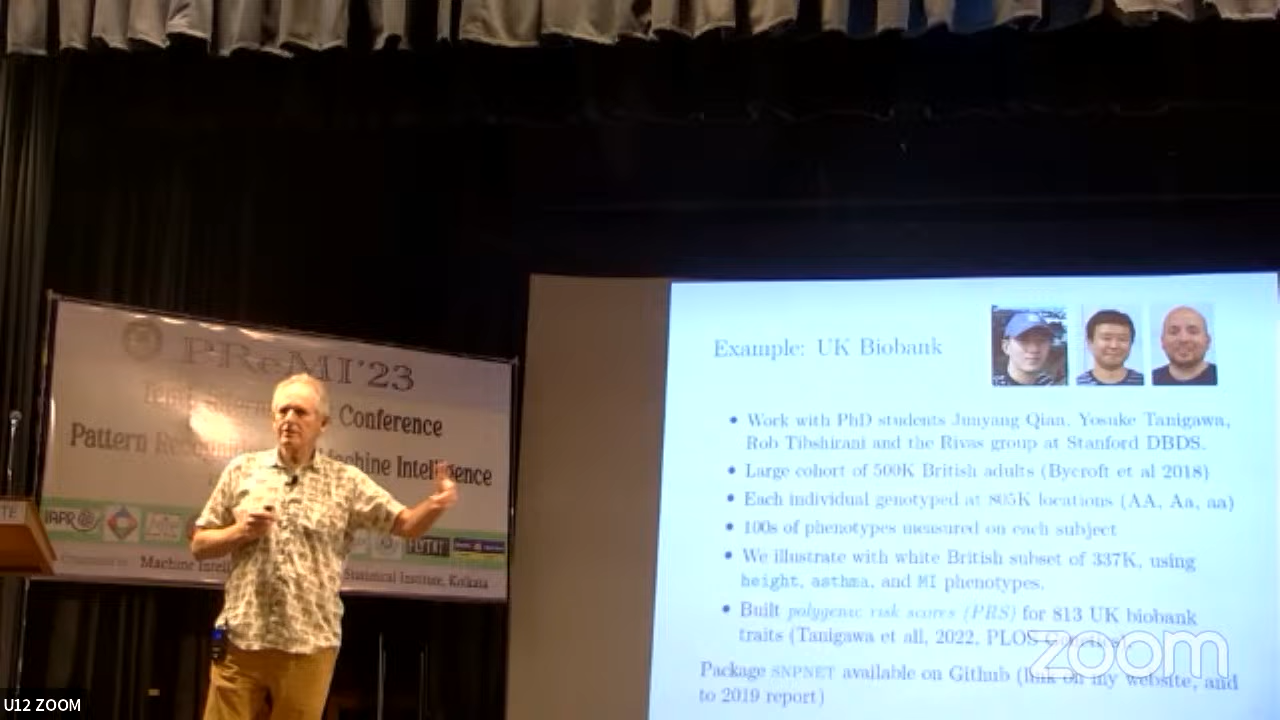 PReMI'23
Conference
Pattern Machine Intelligence
IAPR
TE
FLYTXT
Machine Statistical Institute, Kolkata
Example: UK Biobank
• Work with PhD students Junyang Qian, Yosuke Tanigawa,
Rob Tibshirani and the Rivas group at Stanford DBDS.
• Large cohort of 500K British adults (Bycroft et al 2018)
• Each individual genotyped at 805K locations (AA, Aa, aa)
• 100s of phenotypes measured on each subject
• We illustrate with white British subset of 337K, using
height, asthma, and MI phenotypes.
• Built polygenic risk scores (PRS) for 813 UK biobank
traits (Tanigawa et all, 2022, PLOS
Package SNPNET available on Github (link on my website, and
to 2019 report)
zoom
U12 ZOOM